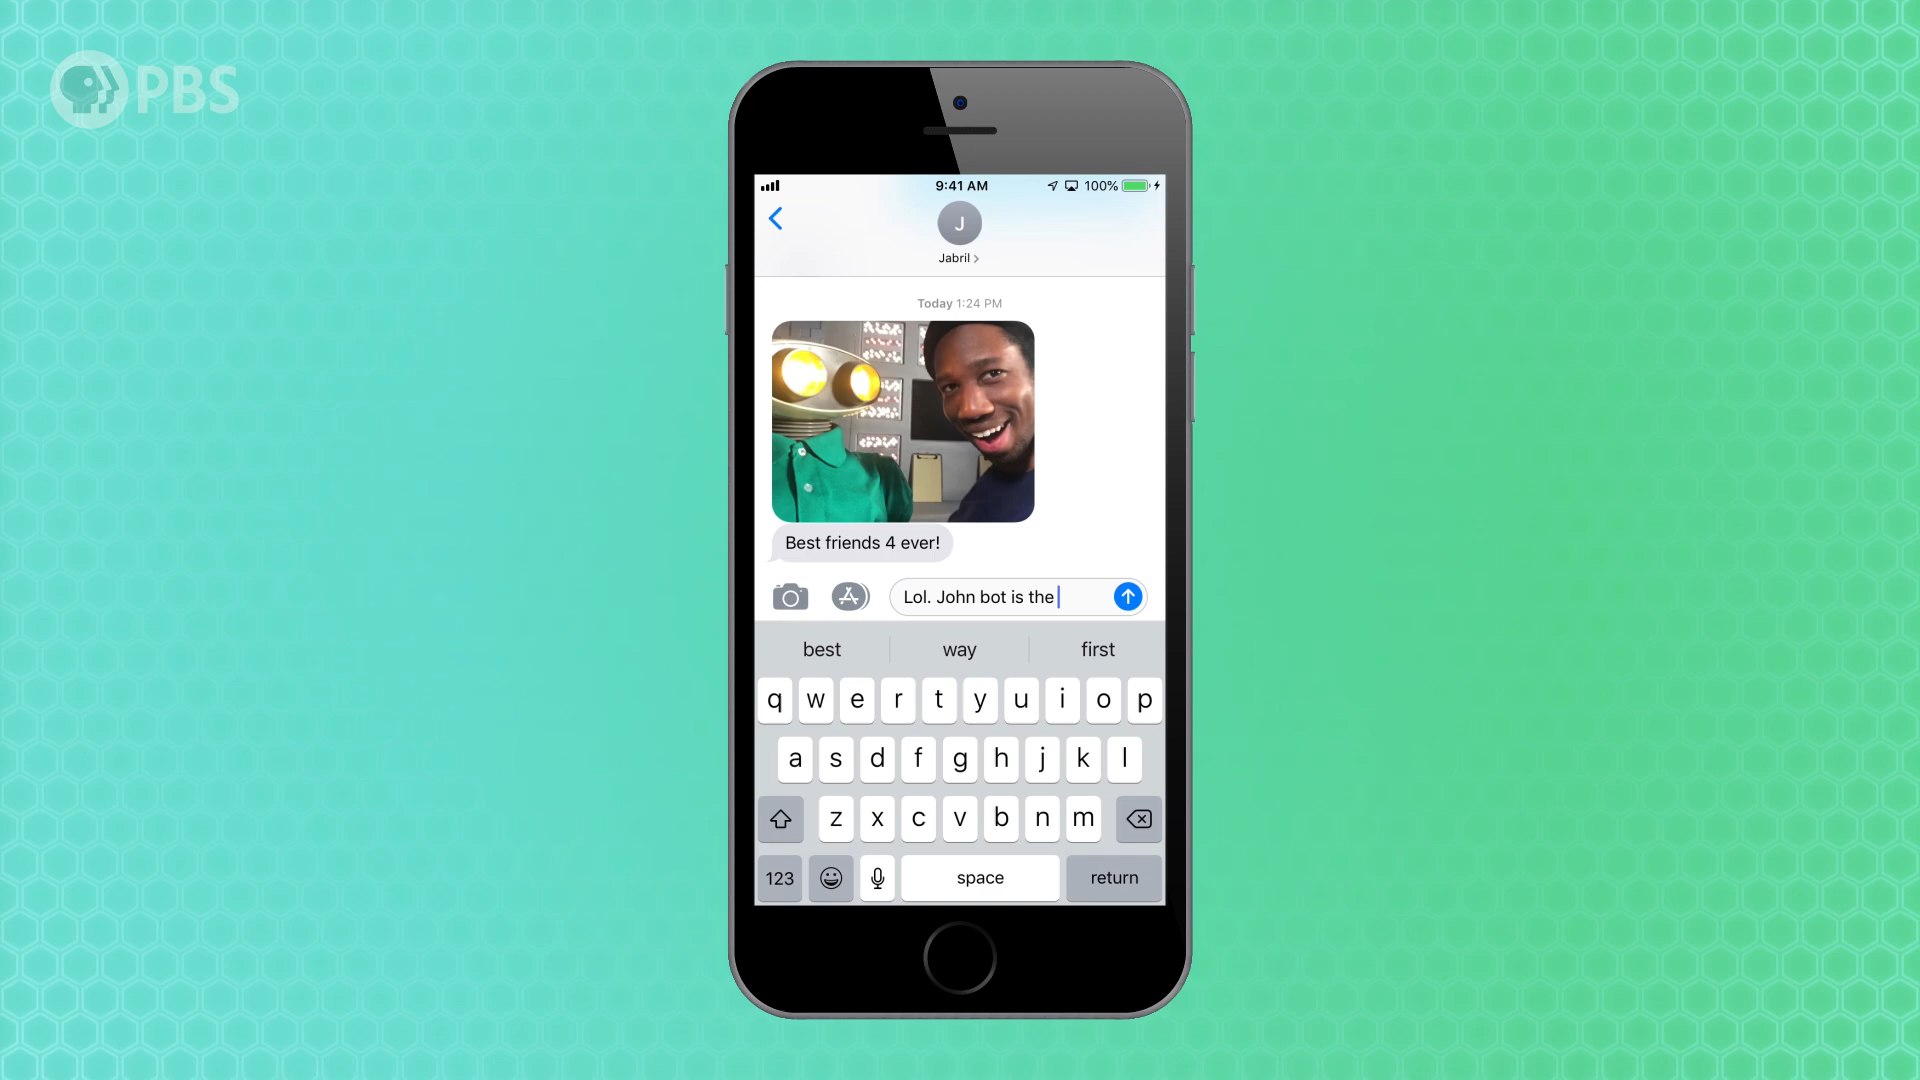 PBS
9:41 AM
100%
J
Jabril
Today 1:24 PM
Best friends 4 ever!
Lol. John bot is the
best way first
q w e r t y u i o p
a s d f g h j k l
z x c v b n m
123 space return